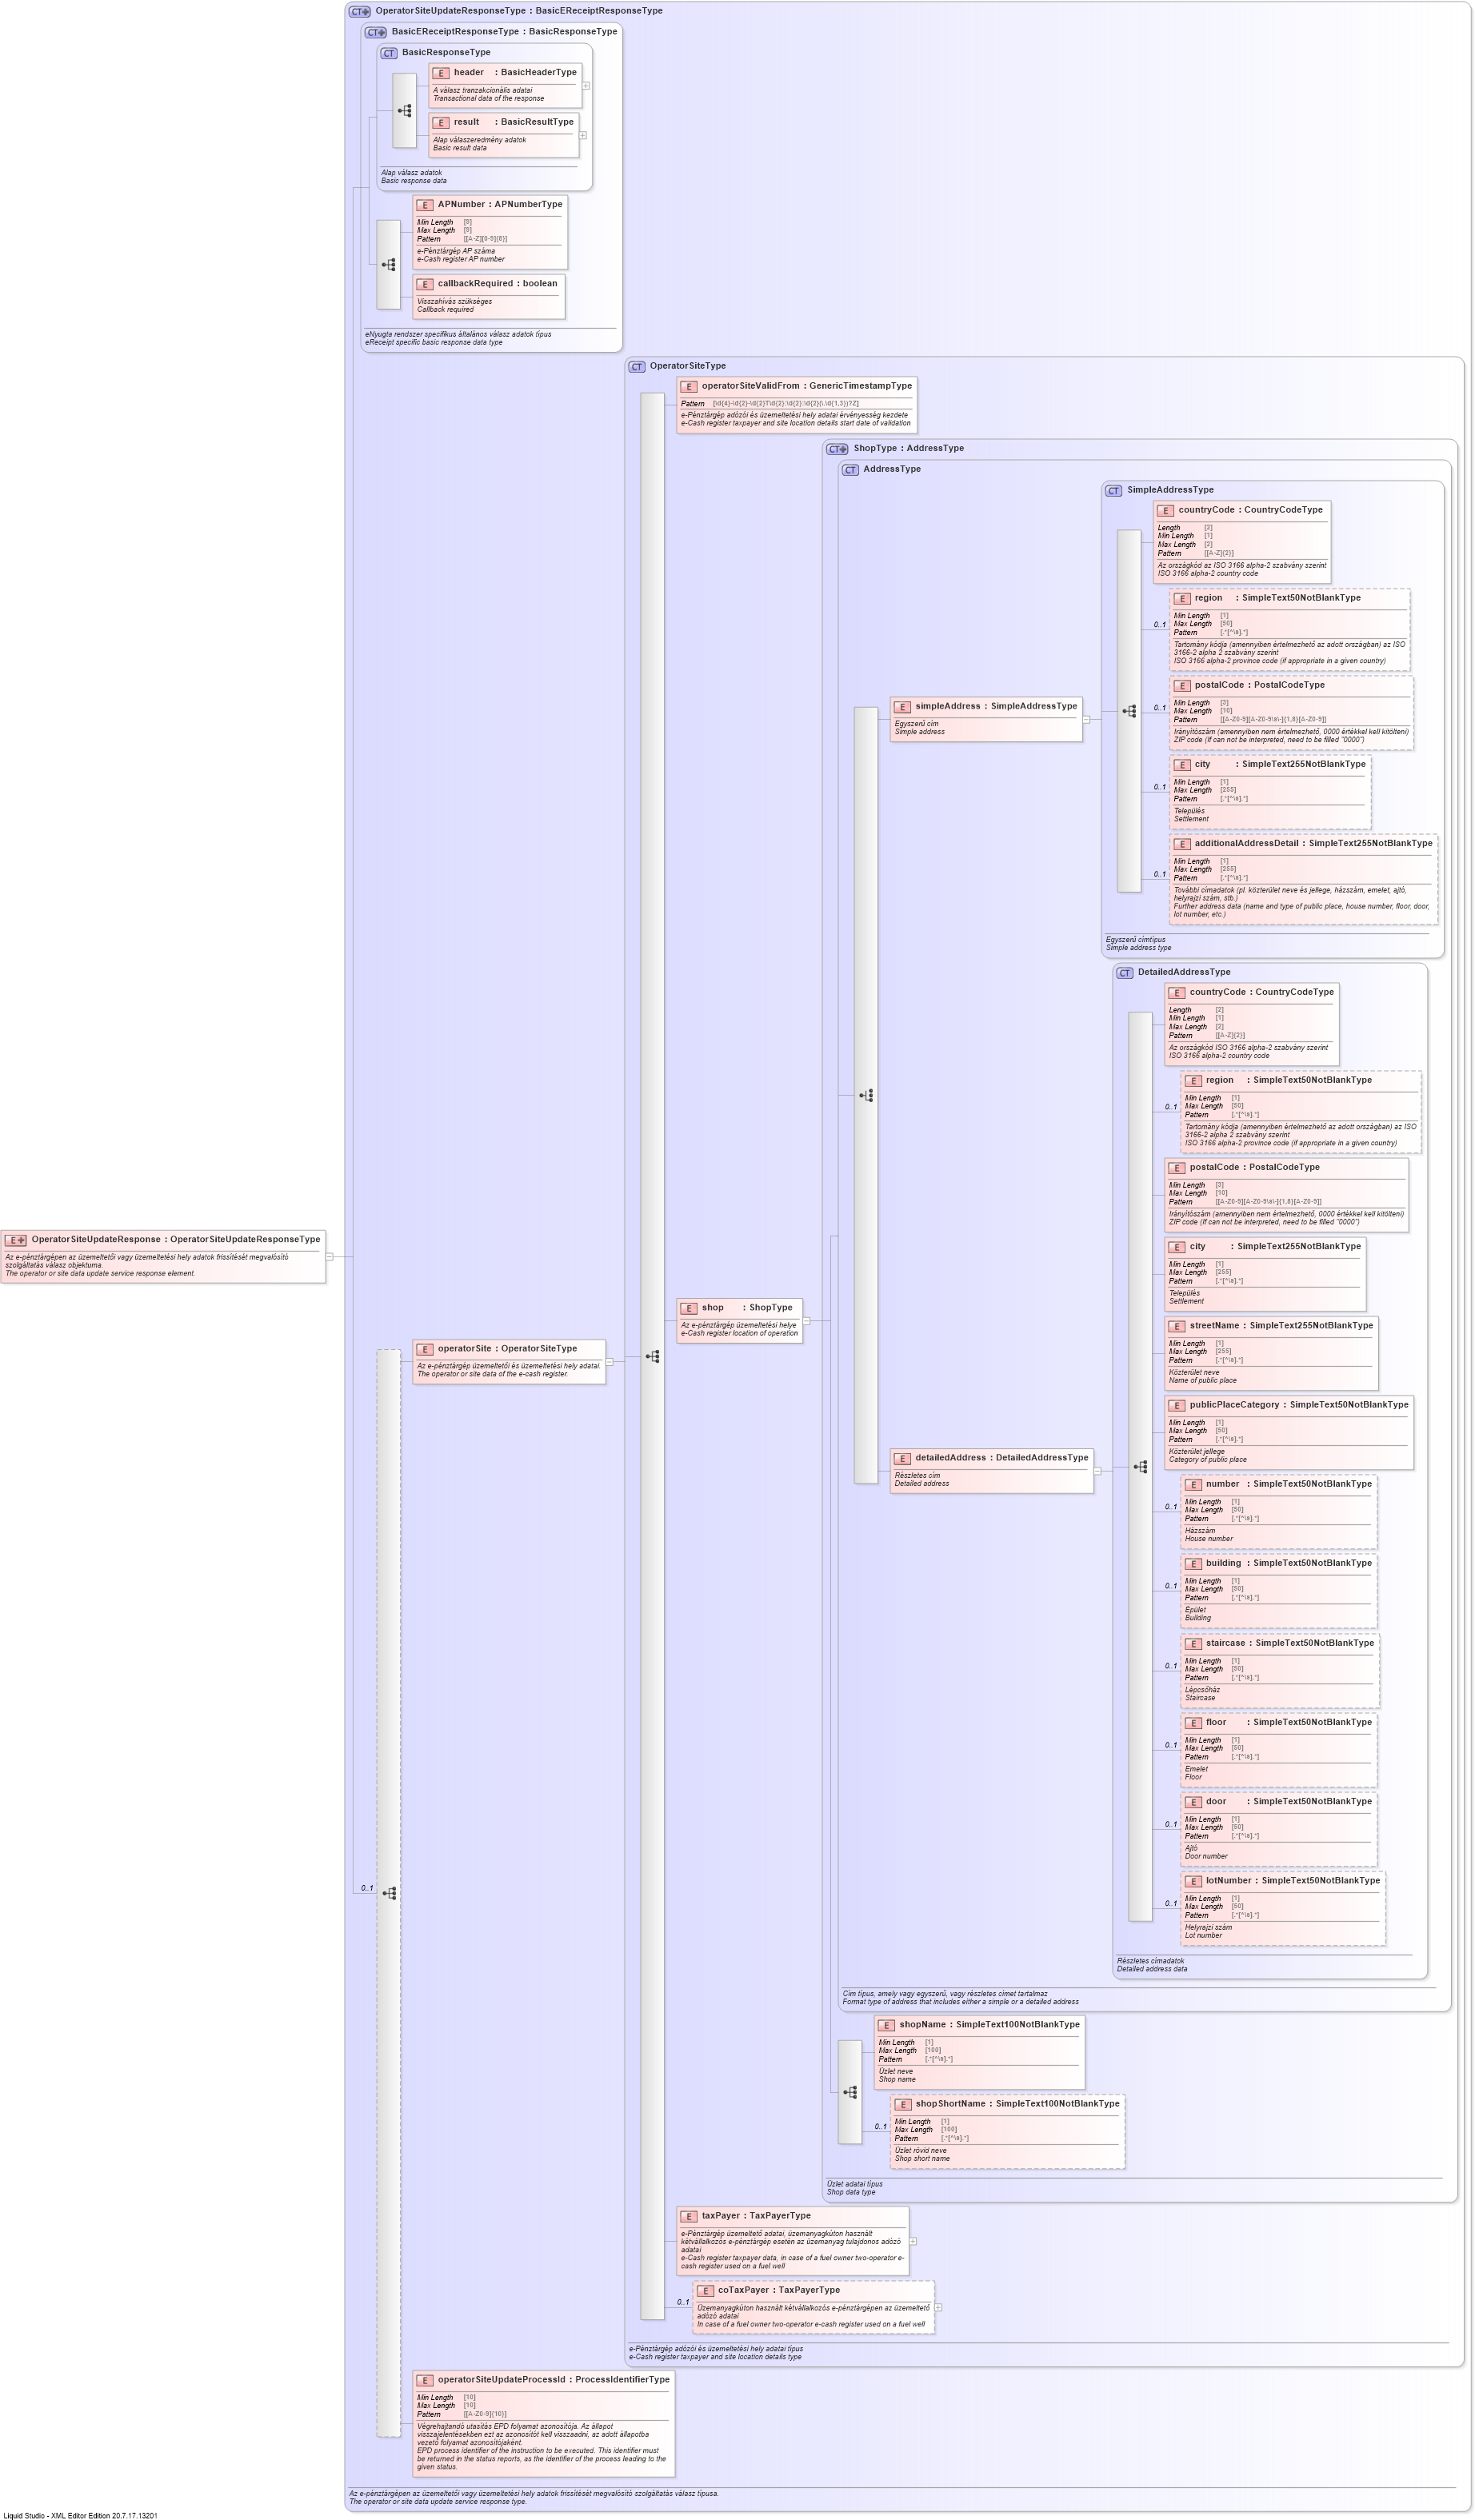 CT OperatorSiteUpdateResponseType : BasicEReceiptResponseType
CT BasicEReceiptResponseType : BasicResponseType
CT BasicResponseType
E header : BasicHeaderType
A válasz tranzakcionális adatai
Transactional data of the response
E result : BasicResultType
Alap válaszeredmény adatok
Basic result data
Alap válasz adatok
Basic response data
E APNumber : APNumberType
Min Length [9]
Max Length [9]
Pattern [[A-Z][0-9]{8}]
e-Pénztárgép AP száma
e-Cash register AP number
E callbackRequired : boolean
Visszahívás szükséges
Callback required
eNyugta rendszer specifikus általános válasz adatok típus
eReceipt specific basic response data type
CT OperatorSiteType
E operatorSiteValidFrom : GenericTimestampType
Pattern [\d{4}-\d{2}-\d{2}T\d{2}:\d{2}:\d{2}(\.\d{1,3})?Z]
e-Pénztárgép adózói és üzemeltetési hely adatai érvényesség kezdete
e-Cash register taxpayer and site location details start date of validation
CT ShopType : AddressType
CT AddressType
CT SimpleAddressType
E countryCode : CountryCodeType
Length [2]
Min Length [1]
Max Length [2]
Pattern [[A-Z]{2}]
Az országkód az ISO 3166 alpha-2 szabvány szerint
ISO 3166 alpha-2 country code
E region : SimpleText50NotBlankType
0..1
Min Length [1]
Max Length [50]
Pattern [.*[^\s].*]
Tartomány kódja (amennyiben értelmezhető az adott országban) az ISO
3166-2 alpha 2 szabvány szerint
ISO 3166 alpha-2 province code (if appropriate in a given country)
E postalCode : PostalCodeType
0..1
Min Length [3]
Max Length [10]
Pattern [[A-Z0-9][A-Z0-9\s\-]{1,8}[A-Z0-9]]
Irányítószám (amennyiben nem értelmezhető, 0000 értékkel kell kitölteni)
ZIP code (If can not be interpreted, need to be filled "0000")
E city : SimpleText255NotBlankType
0..1
Min Length [1]
Max Length [255]
Pattern [.*[^\s].*]
Település
Settlement
E additionalAddressDetail : SimpleText255NotBlankType
0..1
Min Length [1]
Max Length [255]
Pattern [.*[^\s].*]
További címadatok (pl. közterület neve és jellege, házszám, emelet, ajtó,
helyrajzi szám, stb.)
Further address data (name and type of public place, house number, floor, door,
lot number, etc.)
Egyszerű címtípus
Simple address type
E simpleAddress : SimpleAddressType
Egyszerű cím
Simple address
CT DetailedAddressType
E countryCode : CountryCodeType
Length [2]
Min Length [1]
Max Length [2]
Pattern [[A-Z]{2}]
Az országkód ISO 3166 alpha-2 szabvány szerint
ISO 3166 alpha-2 country code
E region : SimpleText50NotBlankType
0..1
Min Length [1]
Max Length [50]
Pattern [.*[^\s].*]
Tartomány kódja (amennyiben értelmezhető az adott országban) az ISO
3166-2 alpha 2 szabvány szerint
ISO 3166 alpha-2 province code (if appropriate in a given country)
E postalCode : PostalCodeType
Min Length [3]
Max Length [10]
Pattern [[A-Z0-9][A-Z0-9\s\-]{1,8}[A-Z0-9]]
Irányítószám (amennyiben nem értelmezhető, 0000 értékkel kell kitölteni)
ZIP code (If can not be interpreted, need to be filled "0000")
E city : SimpleText255NotBlankType
Min Length [1]
Max Length [255]
Pattern [.*[^\s].*]
Település
Settlement
E streetName : SimpleText255NotBlankType
Min Length [1]
Max Length [255]
Pattern [.*[^\s].*]
Közterület neve
Name of public place
E publicPlaceCategory : SimpleText50NotBlankType
Min Length [1]
Max Length [50]
Pattern [.*[^\s].*]
Közterület jellege
Category of public place
E number : SimpleText50NotBlankType
0..1
Min Length [1]
Max Length [50]
Pattern [.*[^\s].*]
Házszám
House number
E building : SimpleText50NotBlankType
0..1
Min Length [1]
Max Length [50]
Pattern [.*[^\s].*]
Épület
Building
E staircase : SimpleText50NotBlankType
0..1
Min Length [1]
Max Length [50]
Pattern [.*[^\s].*]
Lépcsőház
Staircase
E floor : SimpleText50NotBlankType
0..1
Min Length [1]
Max Length [50]
Pattern [.*[^\s].*]
Emelet
Floor
E door : SimpleText50NotBlankType
0..1
Min Length [1]
Max Length [50]
Pattern [.*[^\s].*]
Ajtó
Door number
E lotNumber : SimpleText50NotBlankType
0..1
Min Length [1]
Max Length [50]
Pattern [.*[^\s].*]
Helyrajzi szám
Lot number
Részletes címadatok
Detailed address data
E detailedAddress : DetailedAddressType
Részletes cím
Detailed address
Cím típus, amely vagy egyszerű, vagy részletes címet tartalmaz
Format type of address that includes either a simple or a detailed address
E OperatorSiteUpdateResponse : OperatorSiteUpdateResponseType
Az e-pénztárgépen az üzemeltetői vagy üzemeltetési hely adatok frissítését megvalósító
szolgáltatás válasz objektuma.
The operator or site data update service response element.
E operatorSite : OperatorSiteType
Az e-pénztárgép üzemeltetői és üzemeltetési hely adatai.
The operator or site data of the e-cash register.
E shop : ShopType
Az e-pénztárgép üzemeltetési helye
e-Cash register location of operation
0..1
E shopName : SimpleText100NotBlankType
Min Length [1]
Max Length [100]
Pattern [.*[^\s].*]
Üzlet neve
Shop name
E shopShortName : SimpleText100NotBlankType
0..1
Min Length [1]
Max Length [100]
Pattern [.*[^\s].*]
Üzlet rövid neve
Shop short name
Üzlet adatai típus
Shop data type
E taxPayer : TaxPayerType
e-Pénztárgép üzemeltető adatai, üzemanyagkúton használt
kétvállalkozós e-pénztárgép esetén az üzemanyag tulajdonos adózó
adatai
e-Cash register taxpayer data, in case of a fuel owner two-operator e-
cash register used on a fuel well
E coTaxPayer : TaxPayerType
0..1
Üzemanyagkúton használt kétvállalkozós e-pénztárgépen az üzemeltető
adózó adatai
In case of a fuel owner two-operator e-cash register used on a fuel well
e-Pénztárgép adózói és üzemeltetési hely adatai típus
e-Cash register taxpayer and site location details type
E operatorSiteUpdateProcessId : ProcessIdentifierType
Min Length [10]
Max Length [10]
Pattern [[A-Z0-9]{10}]
Végrehajtandó utasítás EPD folyamat azonosítója. Az állapot
visszajelentésekben ezt az azonosítót kell visszaadni, az adott állapotba
vezető folyamat azonosítójaként.
EPD process identifier of the instruction to be executed. This identifier must
be returned in the status reports, as the identifier of the process leading to the
given status.
Az e-pénztárgépen az üzemeltetői vagy üzemeltetési hely adatok frissítését megvalósító szolgáltatás válasz típusa.
The operator or site data update service response type.
Liquid Studio - XML Editor Edition 20.7.17.13201